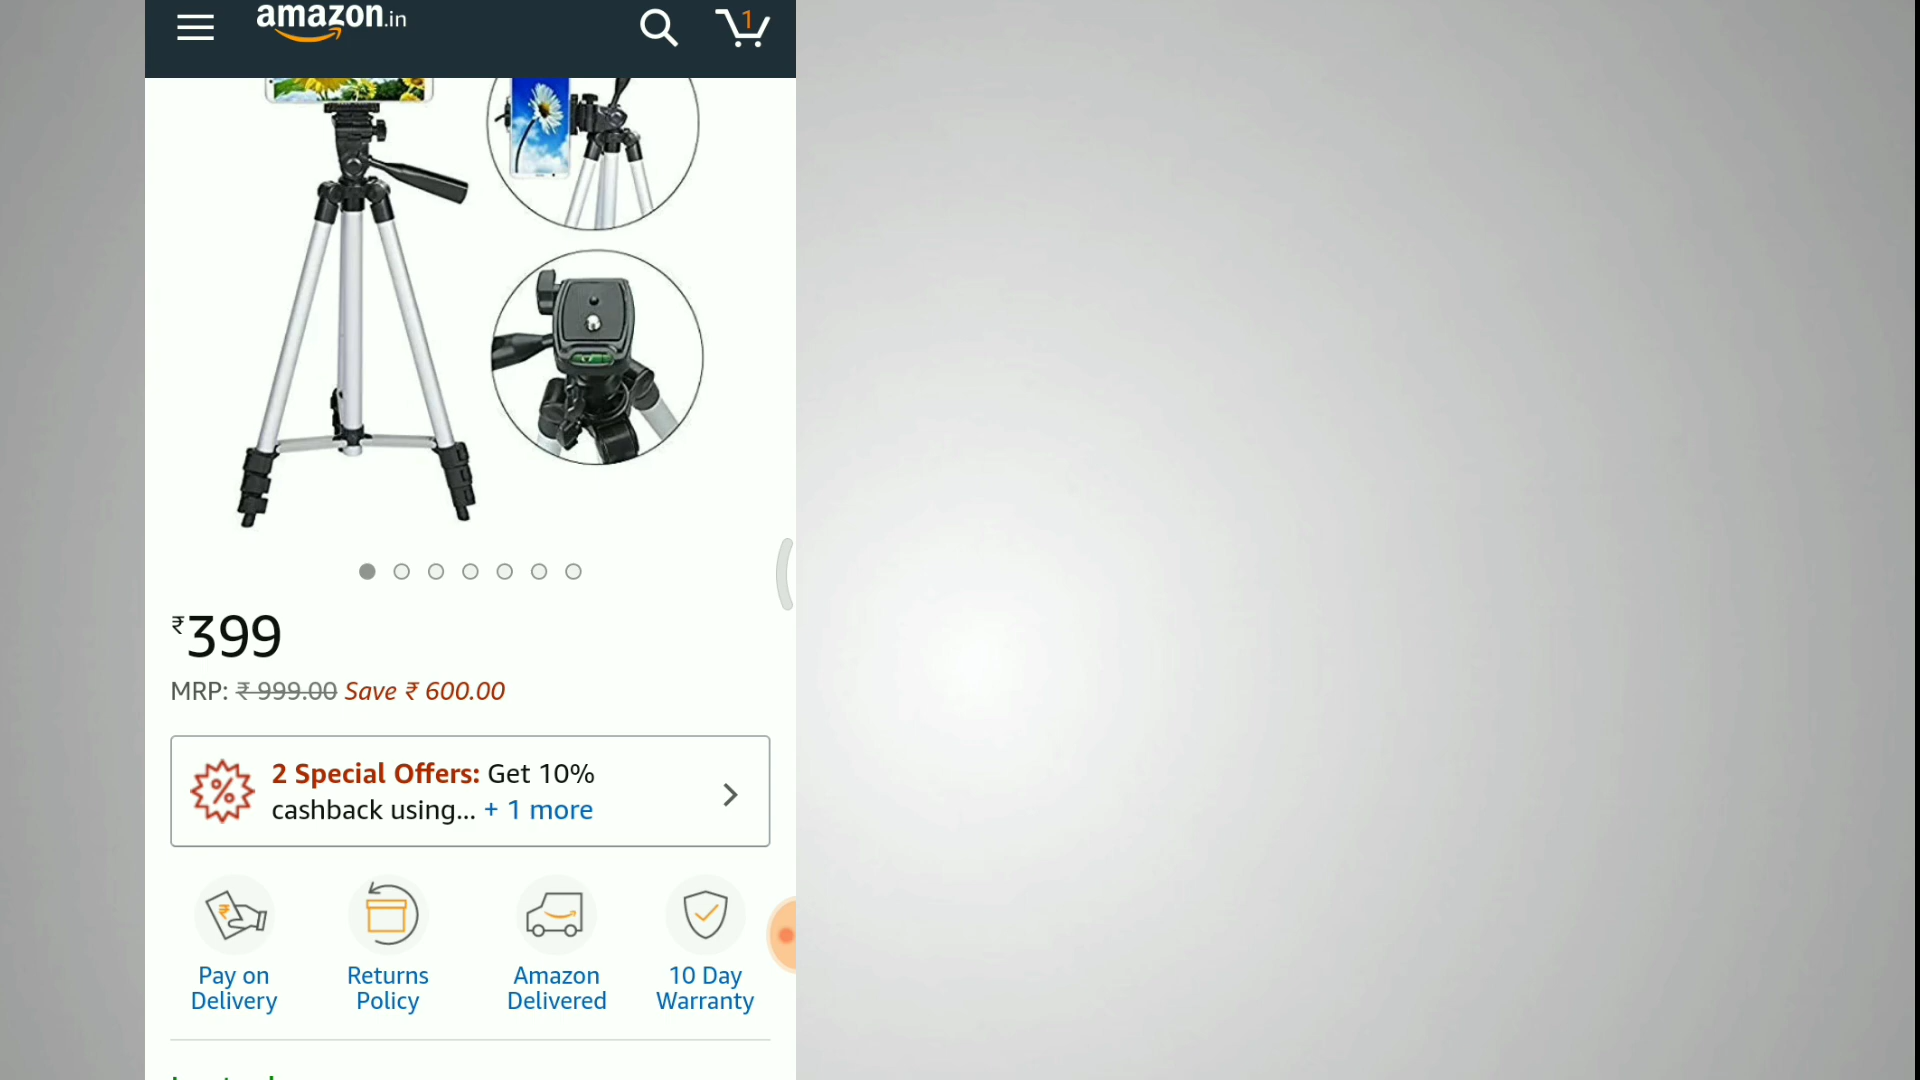 amazon.in
1
₹399
MRP: ₹ 999.00 Save ₹ 600.00
2 Special Offers: Get 10%
cashback using... + 1 more
Pay on
Delivery
Returns
Policy
Amazon
Delivered
10 Day
Warranty